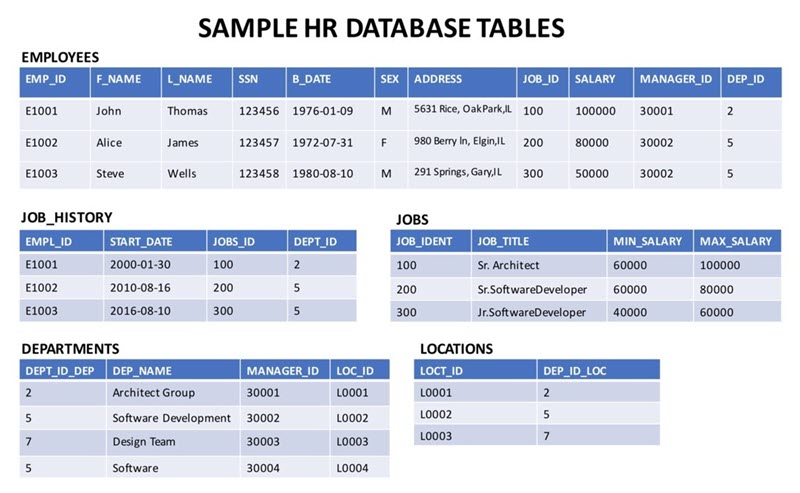 SAMPLE HR DATABASE TABLES
EMPLOYEES
EMP_ID F_NAME L_NAME SSN B_DATE SEX ADDRESS JOB_ID SALARY MANAGER_ID DEP_ID
E1001 John Thomas 123456 1976-01-09 M 5631 Rice, OakPark,IL 100 100000 30001 2
E1002 Alice James 123457 1972-07-31 F 980 Berry ln, Elgin,IL 200 80000 30002 5
E1003 Steve Wells 123458 1980-08-10 M 291 Springs, Gary,IL 300 50000 30002 5
JOB_HISTORY
EMPL_ID START_DATE JOBS_ID DEPT_ID
E1001 2000-01-30 100 2
E1002 2010-08-16 200 5
E1003 2016-08-10 300 5
JOBS
JOB_IDENT JOB_TITLE MIN_SALARY MAX_SALARY
100 Sr. Architect 60000 100000
200 Sr.SoftwareDeveloper 60000 80000
300 Jr.SoftwareDeveloper 40000 60000
DEPARTMENTS
DEPT_ID_DEP DEP_NAME MANAGER_ID LOC_ID
2 Architect Group 30001 L0001
5 Software Development 30002 L0002
7 Design Team 30003 L0003
5 Software 30004 L0004
LOCATIONS
LOCT_ID DEP_ID_LOC
L0001 2
L0002 5
L0003 7